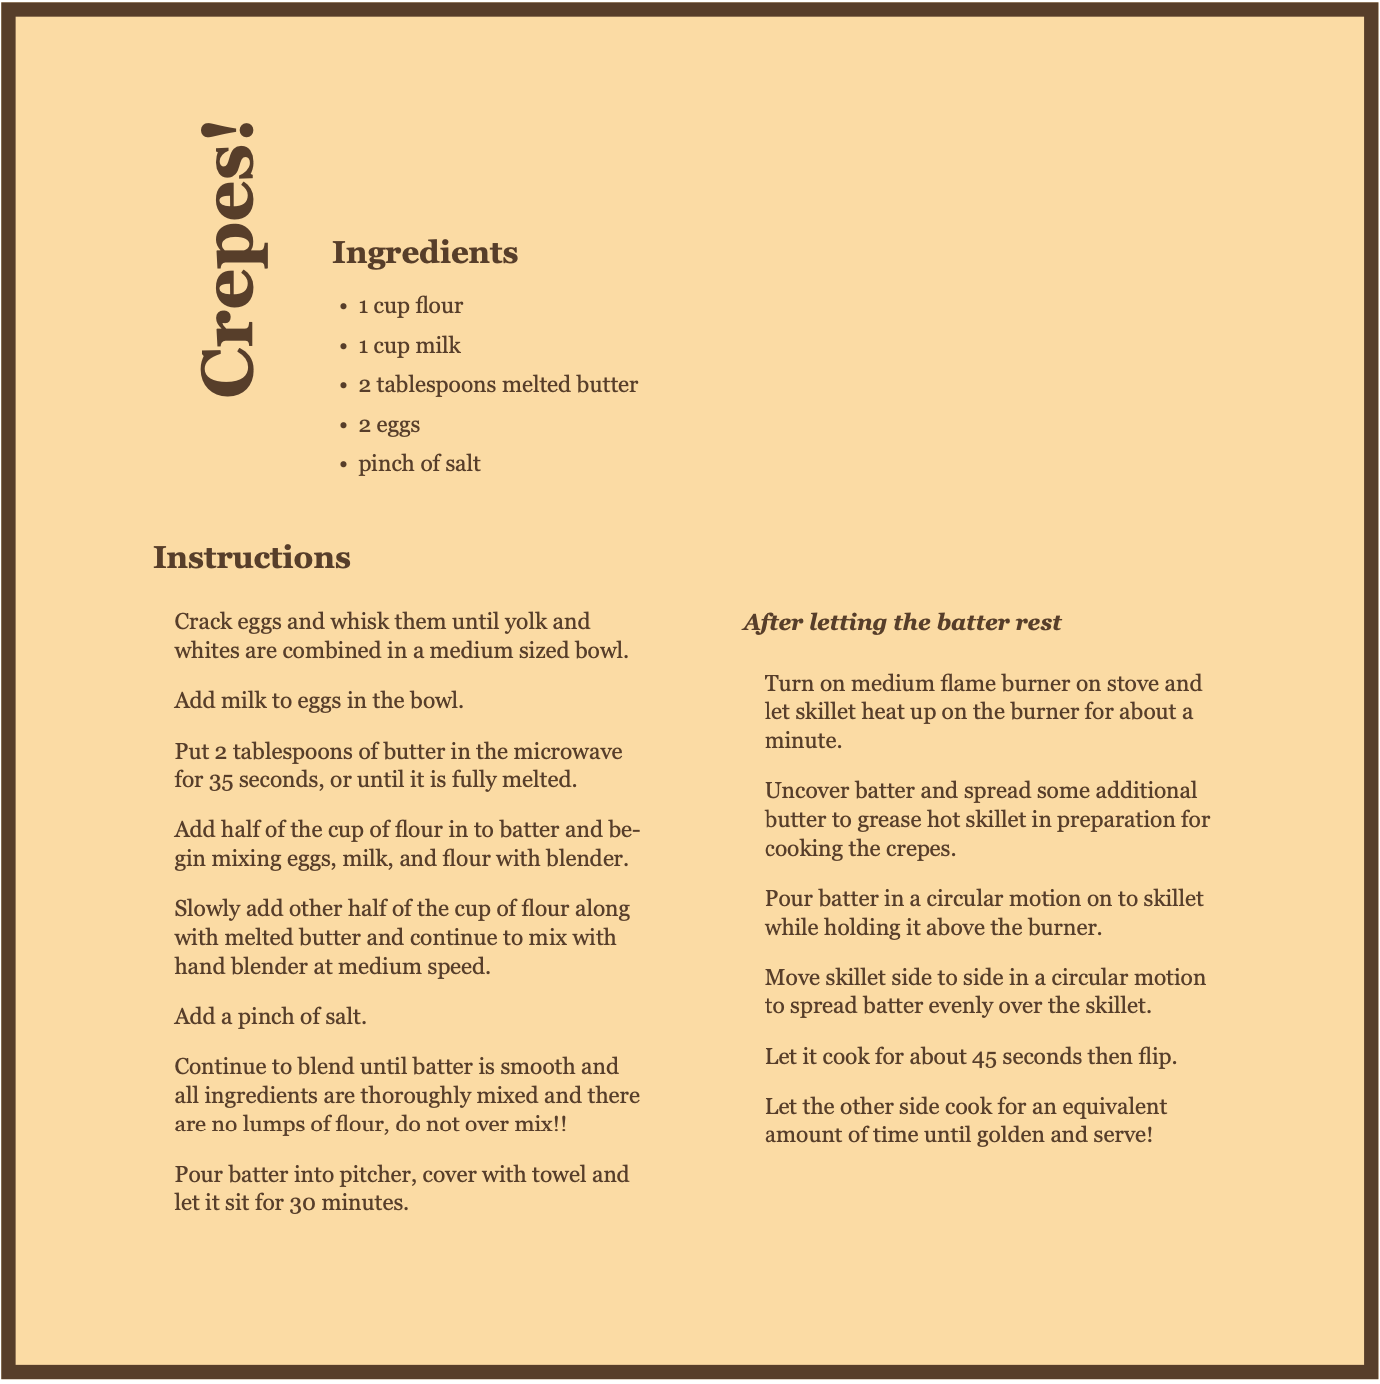 Crepes!
Ingredients
• 1 cup flour
• 1 cup milk
• 2 tablespoons melted butter
• 2 eggs
• pinch of salt
Instructions
Crack eggs and whisk them until yolk and
whites are combined in a medium sized bowl.
Add milk to eggs in the bowl.
Put 2 tablespoons of butter in the microwave
for 35 seconds, or until it is fully melted.
Add half of the cup of flour in to batter and be-
gin mixing eggs, milk, and flour with blender.
Slowly add other half of the cup of flour along
with melted butter and continue to mix with
hand blender at medium speed.
Add a pinch of salt.
Continue to blend until batter is smooth and
all ingredients are thoroughly mixed and there
are no lumps of flour, do not over mix!!
Pour batter into pitcher, cover with towel and
let it sit for 30 minutes.
After letting the batter rest
Turn on medium flame burner on stove and
let skillet heat up on the burner for about a
minute.
Uncover batter and spread some additional
butter to grease hot skillet in preparation for
cooking the crepes.
Pour batter in a circular motion on to skillet
while holding it above the burner.
Move skillet side to side in a circular motion
to spread batter evenly over the skillet.
Let it cook for about 45 seconds then flip.
Let the other side cook for an equivalent
amount of time until golden and serve!